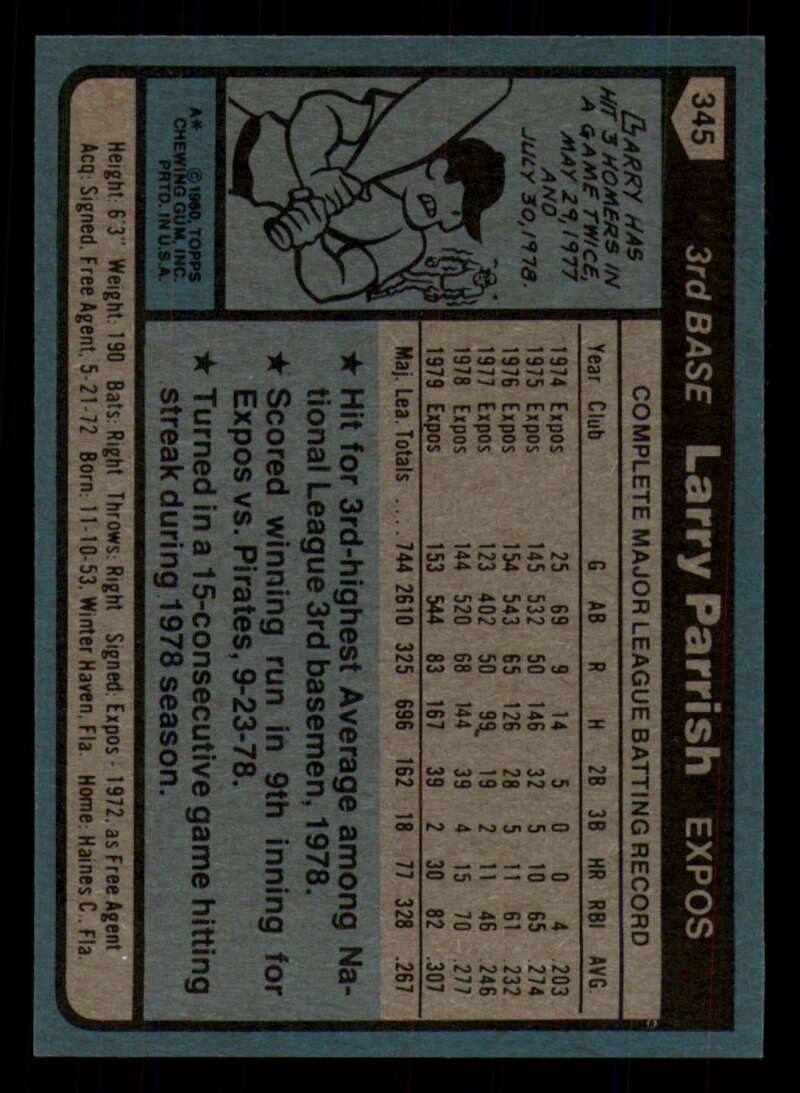 345
3rd BASE Larry Parrish EXPOS
LARRY HAS
HIT 3 HOMERS IN
A GAME TWICE,
MAY 29, 1977
AND
JULY 30, 1978.
A* © 1980, TOPPS
CHEWING GUM, INC.
PRTD. IN U.S.A.
COMPLETE MAJOR LEAGUE BATTING RECORD
Year Club G AB R H 2B 3B HR RBI AVG.
1974 Expos 25 69 9 14 5 0 0 4 .203
1975 Expos 145 532 50 146 32 5 10 65 .274
1976 Expos 154 543 65 126 28 5 11 61 .232
1977 Expos 123 402 50 99 19 2 11 46 .246
1978 Expos 144 520 68 144 39 4 15 70 .277
1979 Expos 153 544 83 167 39 2 30 82 .307
Maj. Lea. Totals .... 744 2610 325 696 162 18 77 328 .267
★ Hit for 3rd-highest Average among Na-
tional League 3rd basemen, 1978.
★ Scored winning run in 9th inning for
Expos vs. Pirates, 9-23-78.
★ Turned in a 15-consecutive game hitting
streak during 1978 season.
Height: 6'3" Weight: 190 Bats: Right Throws: Right Signed: Expos - 1972, as Free Agent
Acq: Signed, Free Agent, 5-21-72 Born: 11-10-53, Winter Haven, Fla. Home: Haines C., Fla.